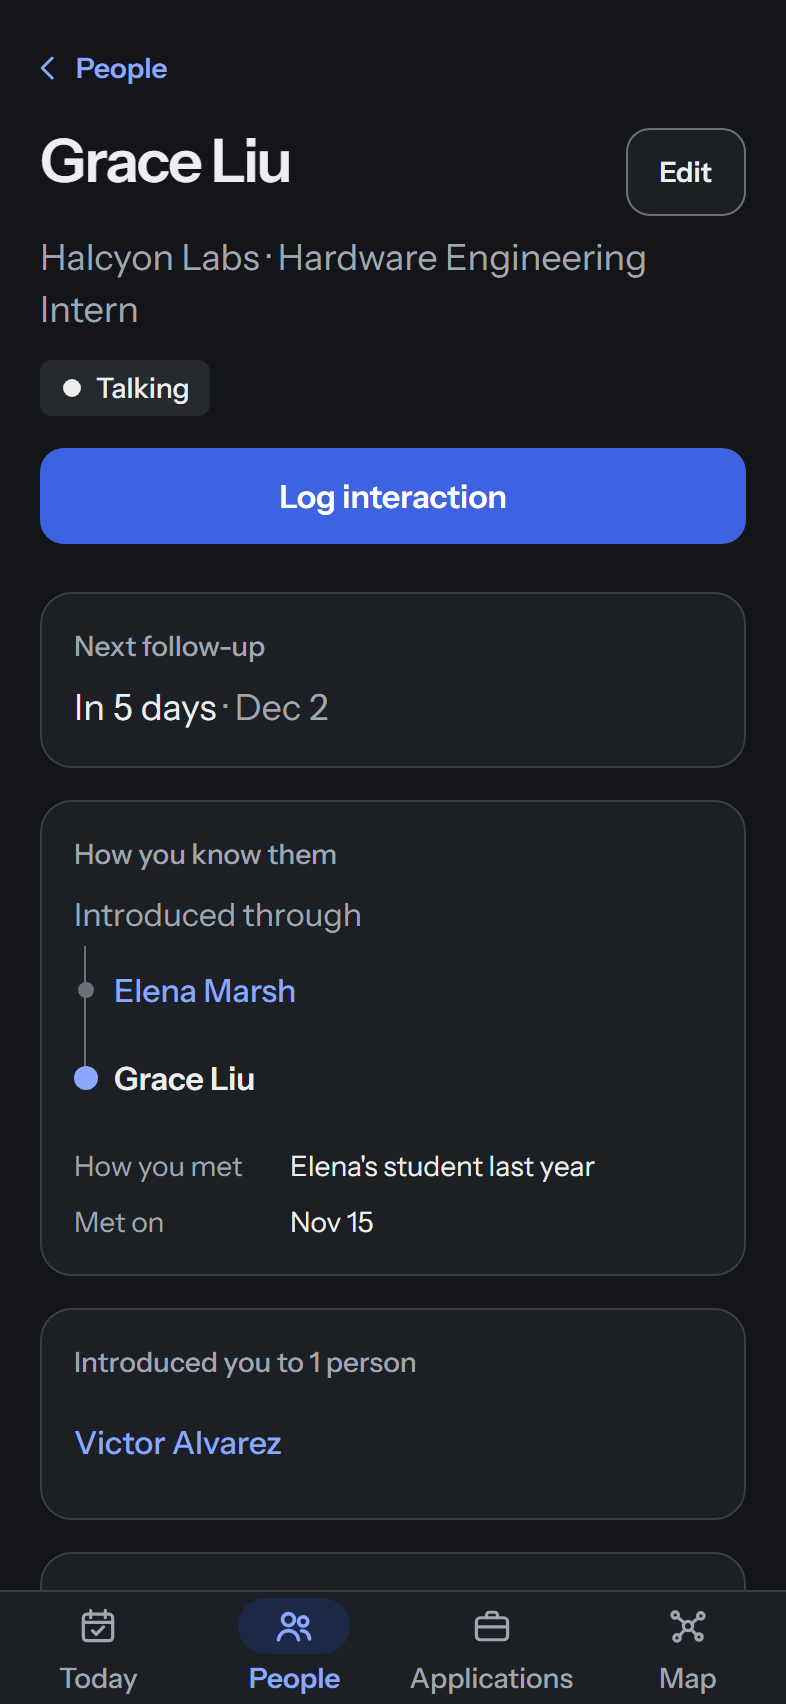 People
Grace Liu
Edit
Halcyon Labs · Hardware Engineering
Intern
Talking
Log interaction
Next follow-up
In 5 days · Dec 2
How you know them
Introduced through
Elena Marsh
Grace Liu
How you met Elena's student last year
Met on Nov 15
Introduced you to 1 person
Victor Alvarez
Today People Applications Map